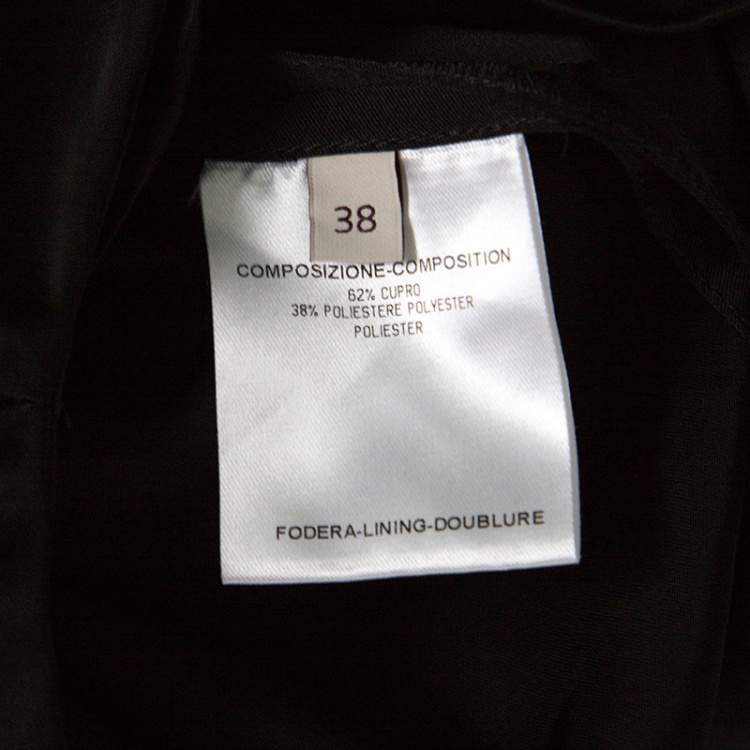 38
COMPOSIZIONE-COMPOSITION
62% CUPRO
38% POLIESTERE POLYESTER
POLIESTER
FODERA-LINING-DOUBLURE